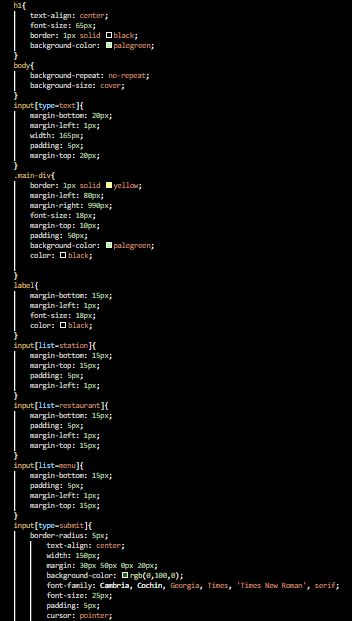 h1{
text-align: center;
font-size: 65px;
border: 1px solid black;
background-color: palegreen;
}
body{
background-repeat: no-repeat;
background-size: cover;
}
input[type=text]{
margin-bottom: 20px;
margin-left: 1px;
width: 165px;
padding: 5px;
margin-top: 20px;
}
.main-div{
border: 1px solid yellow;
margin-left: 80px;
margin-right: 990px;
font-size: 18px;
margin-top: 10px;
padding: 50px;
background-color: palegreen;
color: black;
}
label{
margin-bottom: 15px;
margin-left: 1px;
font-size: 18px;
color: black;
}
input[list=station]{
margin-bottom: 15px;
margin-top: 15px;
padding: 5px;
margin-left: 1px;
}
input[list=restaurant]{
margin-bottom: 15px;
padding: 5px;
margin-left: 1px;
margin-top: 15px;
}
input[list=menu]{
margin-bottom: 15px;
padding: 5px;
margin-left: 1px;
margin-top: 15px;
}
input[type=submit]{
border-radius: 5px;
text-align: center;
width: 150px;
margin: 30px 50px 0px 20px;
background-color: rgb(0,100,0);
font-family: Cambria, Cochin, Georgia, Times, 'Times New Roman', serif;
font-size: 25px;
padding: 5px;
cursor: pointer;